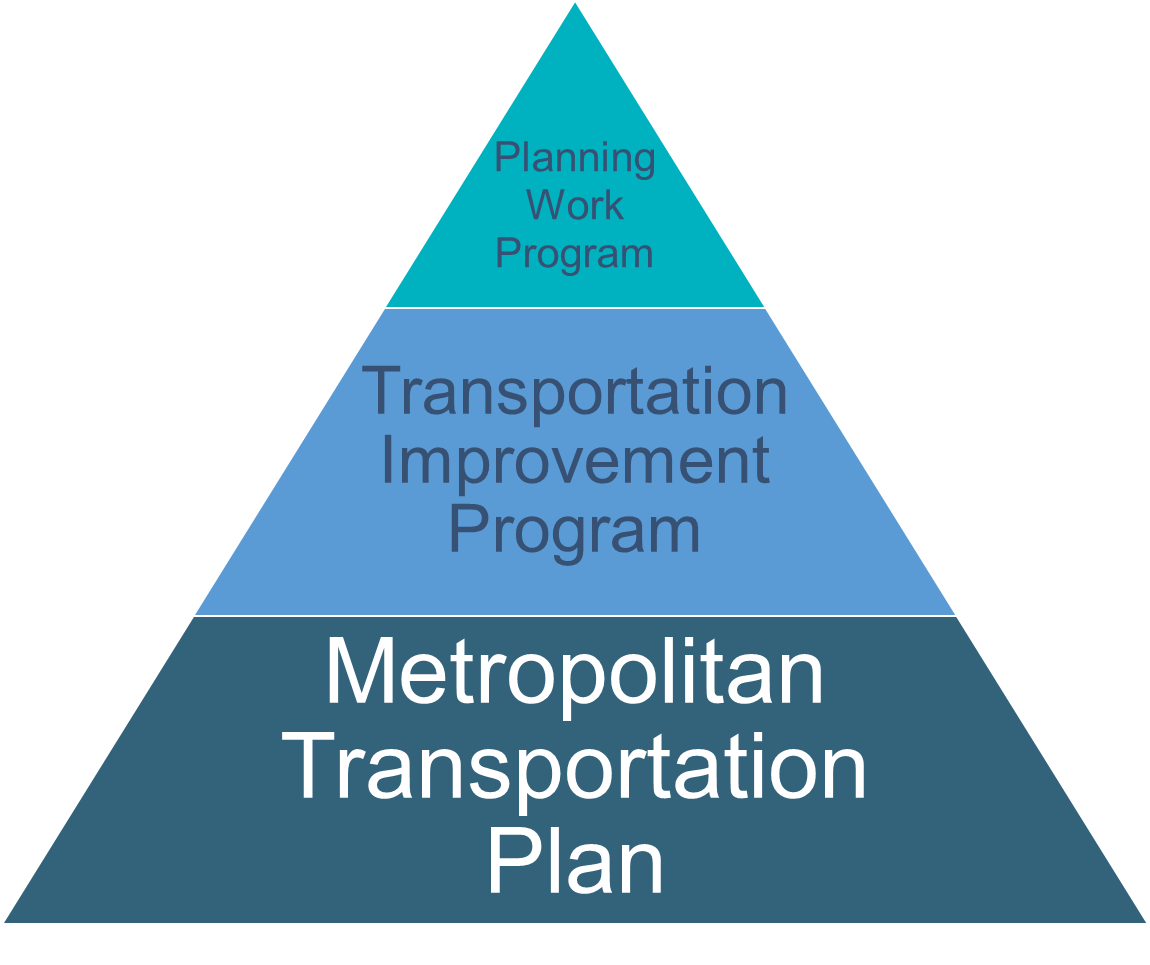 Planning
Work
Program
Transportation
Improvement
Program
Metropolitan
Transportation
Plan